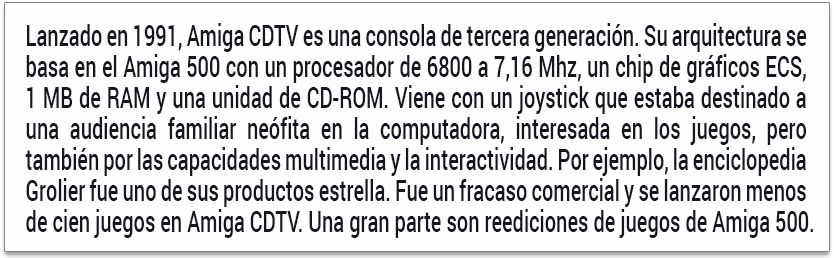 Lanzado en 1991, Amiga CDTV es una consola de tercera generación. Su arquitectura se
basa en el Amiga 500 con un procesador de 6800 a 7,16 Mhz, un chip de gráficos ECS,
1 MB de RAM y una unidad de CD-ROM. Viene con un joystick que estaba destinado a
una audiencia familiar neófita en la computadora, interesada en los juegos, pero
también por las capacidades multimedia y la interactividad. Por ejemplo, la enciclopedia
Grolier fue uno de sus productos estrella. Fue un fracaso comercial y se lanzaron menos
de cien juegos en Amiga CDTV. Una gran parte son reediciones de juegos de Amiga 500.